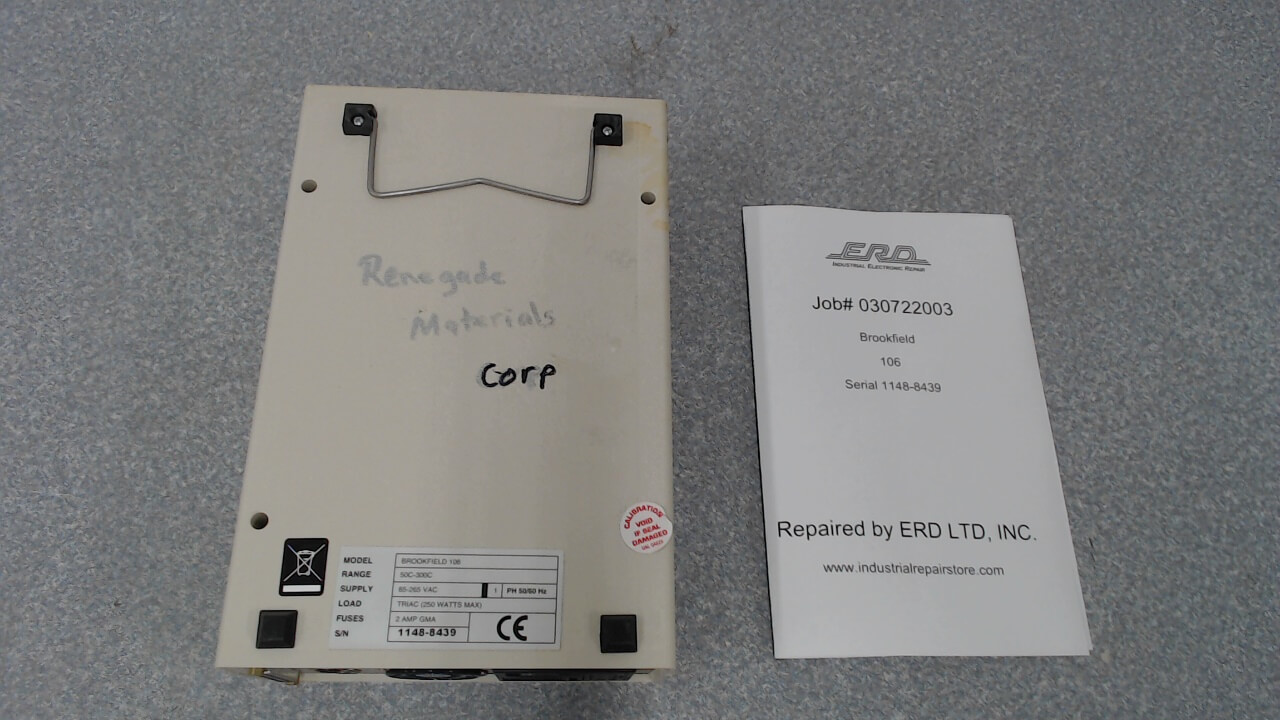 Renegade
Materials
Corp
CALIBRATION
VOID
IF SEAL
DAMAGED
MODEL BROOKFIELD 106
RANGE 50C-300C
SUPPLY 85-265 VAC 1 PH 50/60 Hz
LOAD TRIAC (250 WATTS MAX)
FUSES 2 AMP GMA
S/N 1148-8439
CE
ERD
INDUSTRIAL ELECTRONIC REPAIR
Job# 030722003
Brookfield
106
Serial 1148-8439
Repaired by ERD LTD, INC.
www.industrialrepairstore.com